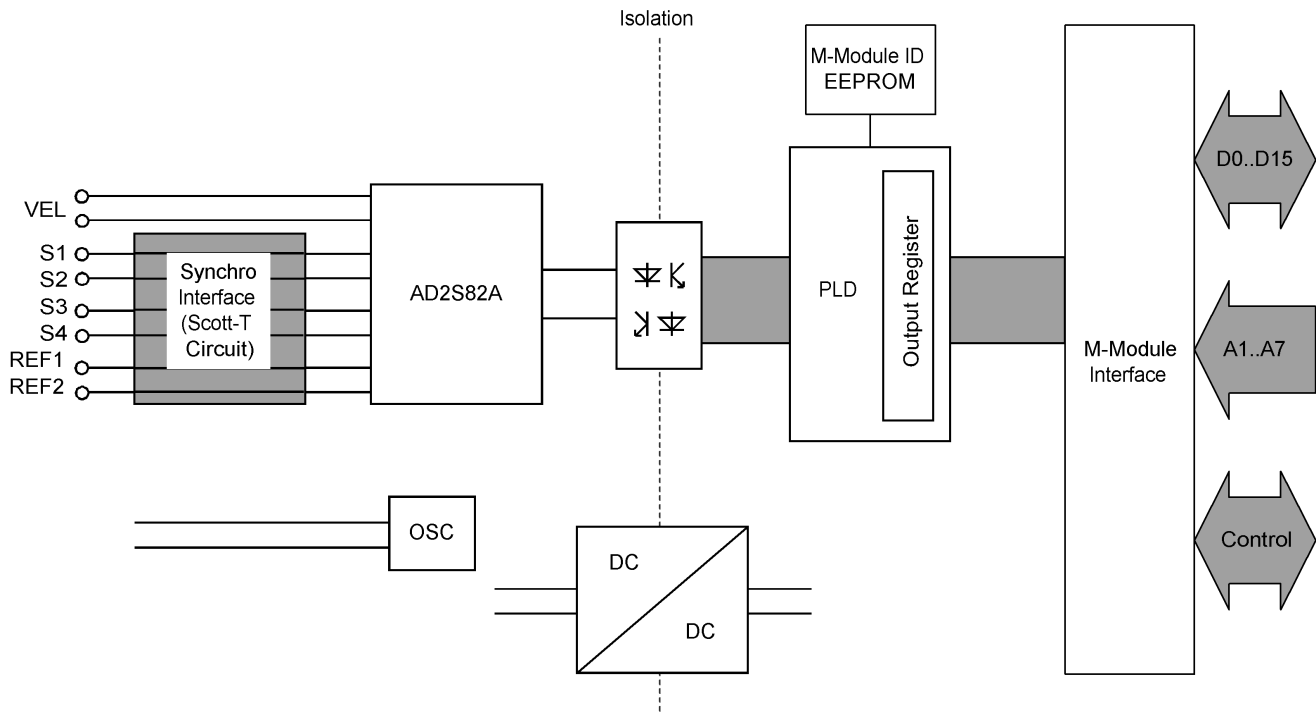 Isolation
M-Module ID
EEPROM
D0..D15
VEL
S1
S2
S3
S4
REF1
REF2
Synchro
Interface
(Scott-T
Circuit)
AD2S82A
PLD
Output Register
M-Module
Interface
A1..A7
OSC
DC
DC
Control